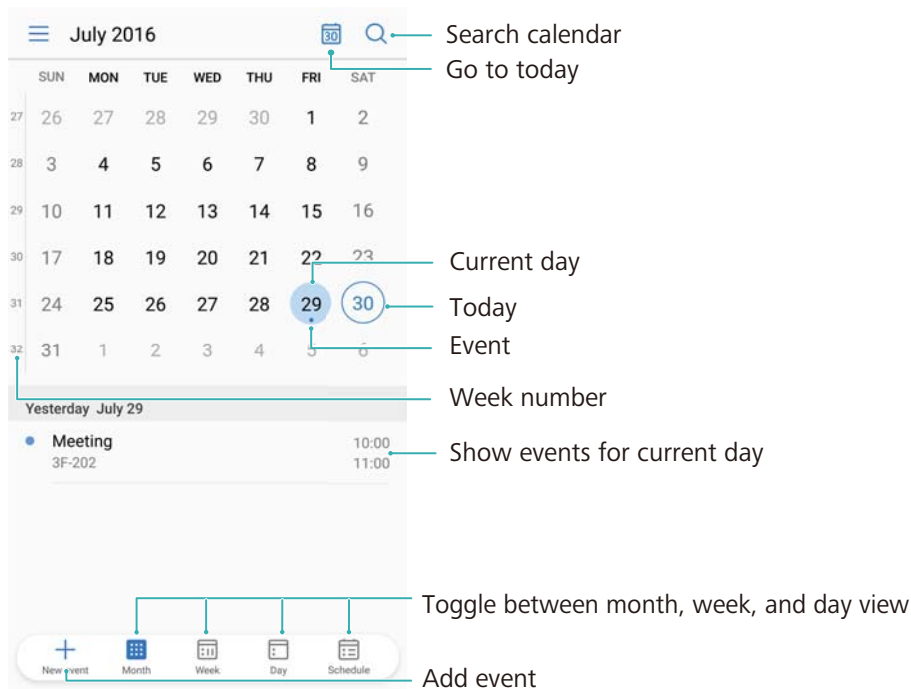 July 2016 30 Search calendar
Go to today
SUN MON TUE WED THU FRI SAT
27 26 27 28 29 30 1 2
28 3 4 5 6 7 8 9
29 10 11 12 13 14 15 16
30 17 18 19 20 21 22 23
Current day
31 24 25 26 27 28 29 30 Today
Event
32 31 1 2 3 4 5 6
Week number
Yesterday July 29
Meeting 10:00
3F-202 11:00
Show events for current day
Toggle between month, week, and day view
New event Month Week Day Schedule
Add event